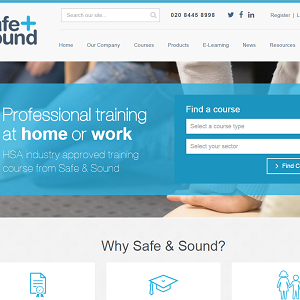 afe+
ound
Search our site...
020 8445 8998
Register | L
Home Our Company Courses Products E-Learning News Resources
Professional training
at home or work
HSA industry approved training
course from Safe & Sound
Find a course
Select a course type
Select your sector
> Find C
Why Safe & Sound?